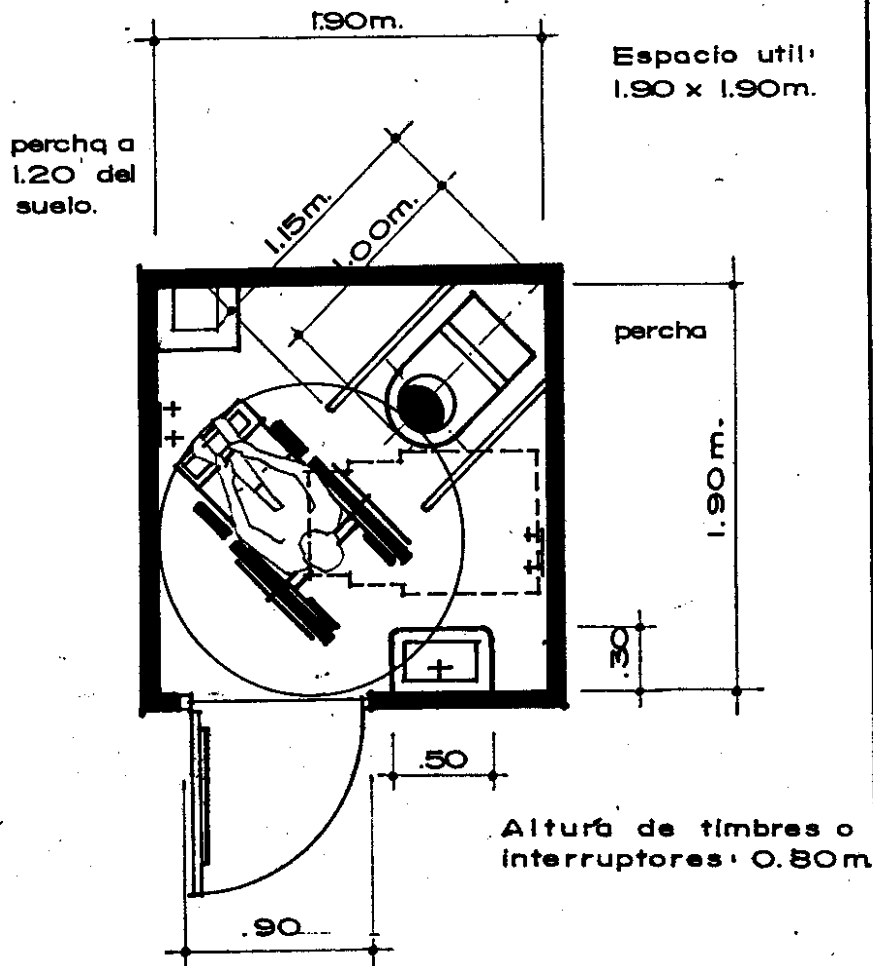 1.90m.
Espacio util:
1.90 x 1.90m.
percha a
1.20 del
suelo.
1.15m.
1.00m.
percha
1.90m.
.30
.50
Altura de timbres o
interruptores: 0.80m
.90